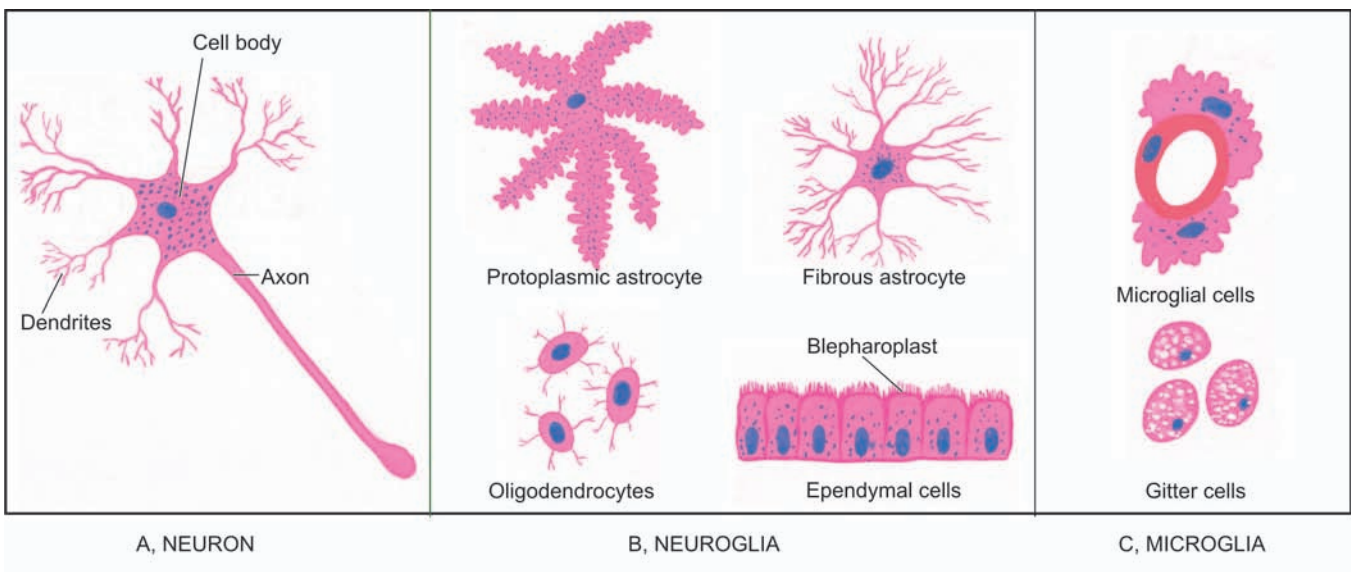 Cell body
Axon
Dendrites
Protoplasmic astrocyte
Fibrous astrocyte
Oligodendrocytes
Blepharoplast
Ependymal cells
Microglial cells
Gitter cells
A, NEURON
B, NEUROGLIA
C, MICROGLIA